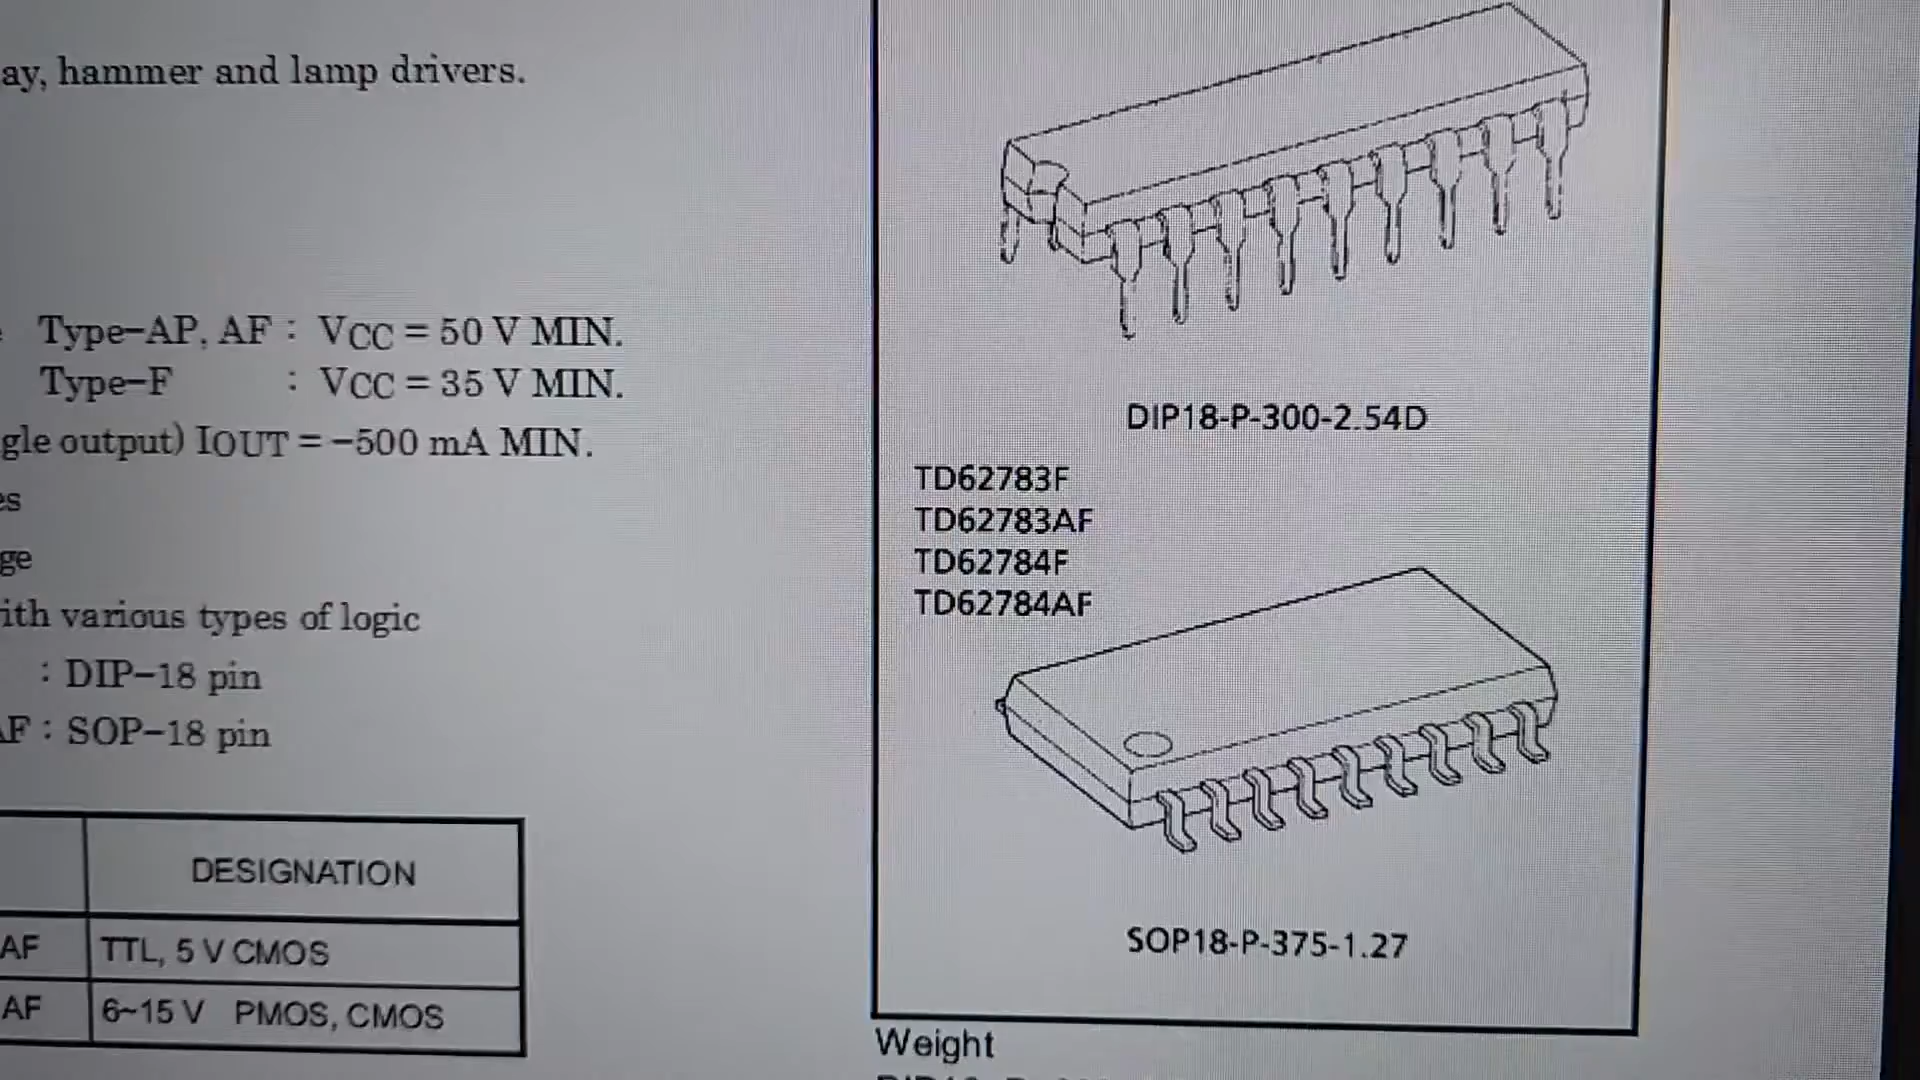 ay, hammer and lamp drivers.
Type-AP, AF : VCC = 50 V MIN.
Type-F : VCC = 35 V MIN.
gle output) IOUT = -500 mA MIN.
es
ge
ith various types of logic
: DIP-18 pin
AF : SOP-18 pin
DESIGNATION
AF TTL, 5 V CMOS
AF 6~15 V PMOS, CMOS
DIP18-P-300-2.54D
TD62783F
TD62783AF
TD62784F
TD62784AF
SOP18-P-375-1.27
Weight